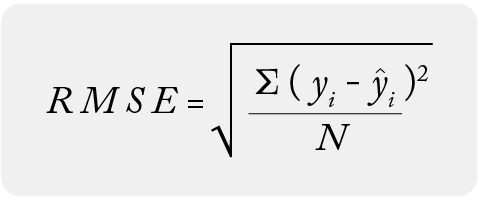 RMSE = √(Σ(yᵢ - ŷᵢ)² / N)